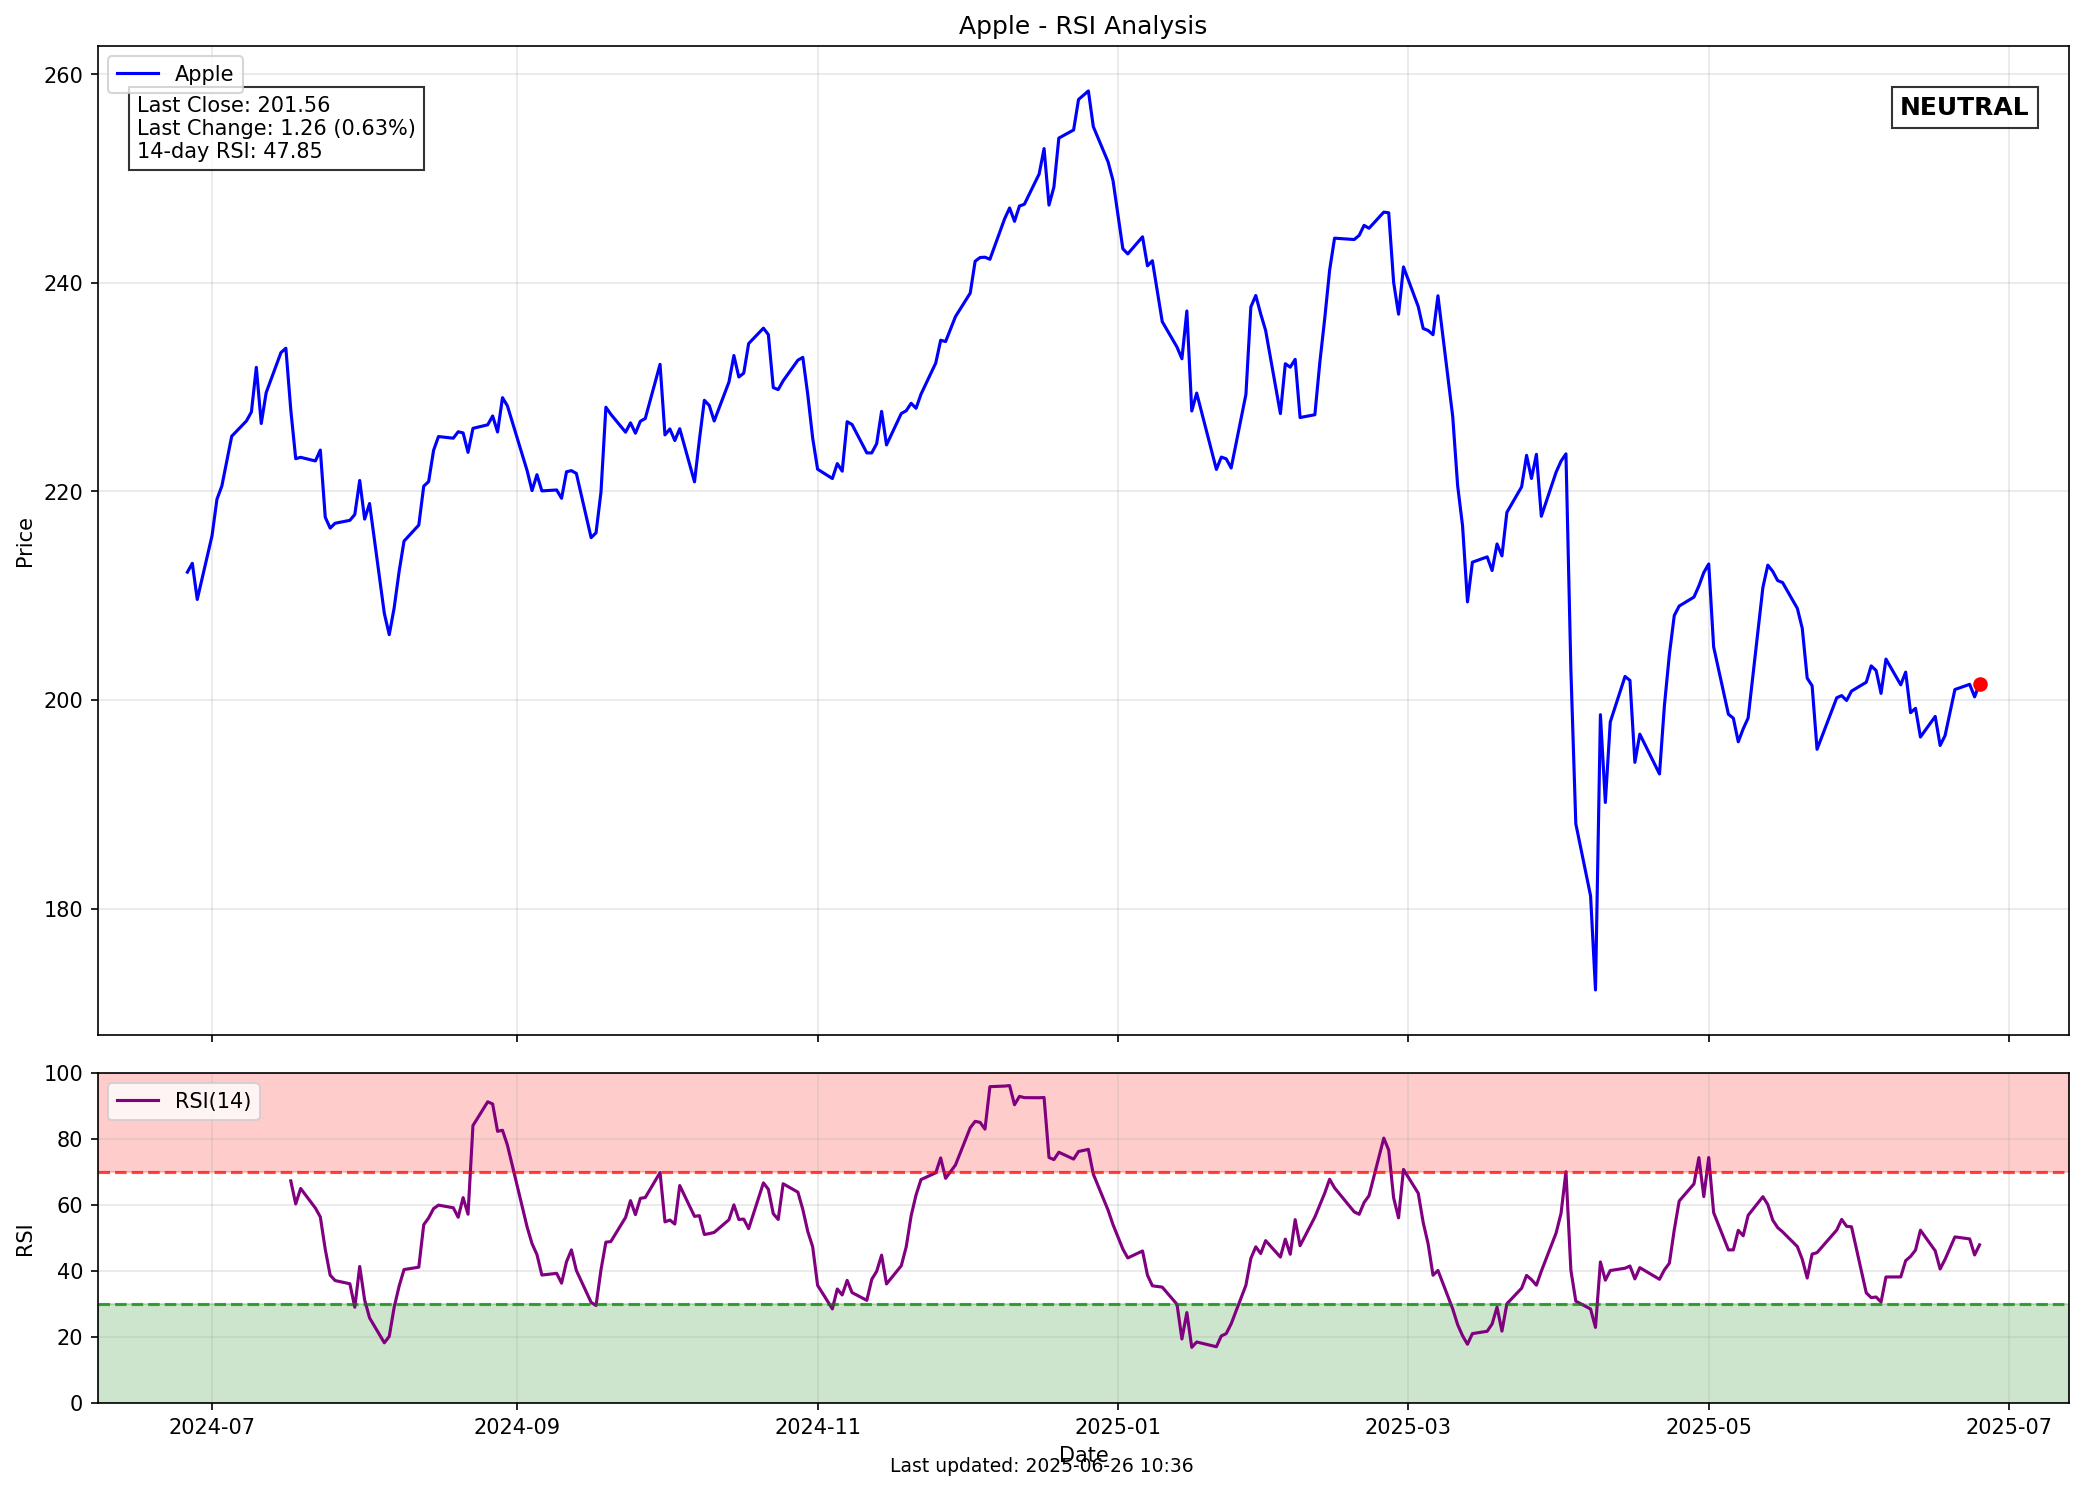 Apple - RSI Analysis
Apple
Last Close: 201.56
Last Change: 1.26 (0.63%)
14-day RSI: 47.85
NEUTRAL
260
240
220
200
180
Price
RSI(14)
100
80
60
40
20
0
RSI
2024-07
2024-09
2024-11
2025-01
2025-03
2025-05
2025-07
Date
Last updated: 2025-06-26 10:36